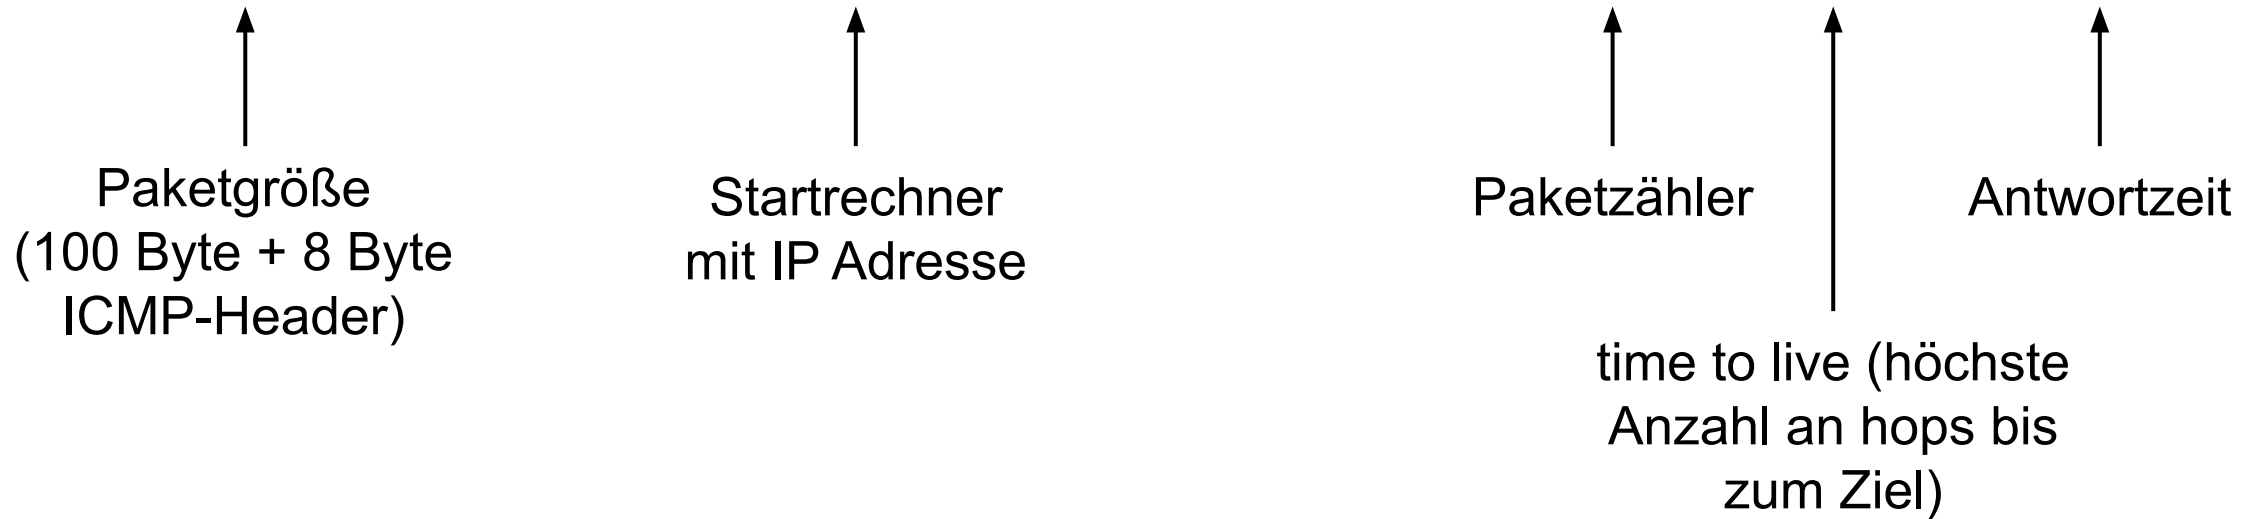 Paketgröße
(100 Byte + 8 Byte
ICMP-Header)
Startrechner
mit IP Adresse
Paketzähler
time to live (höchste
Anzahl an hops bis
zum Ziel)
Antwortzeit